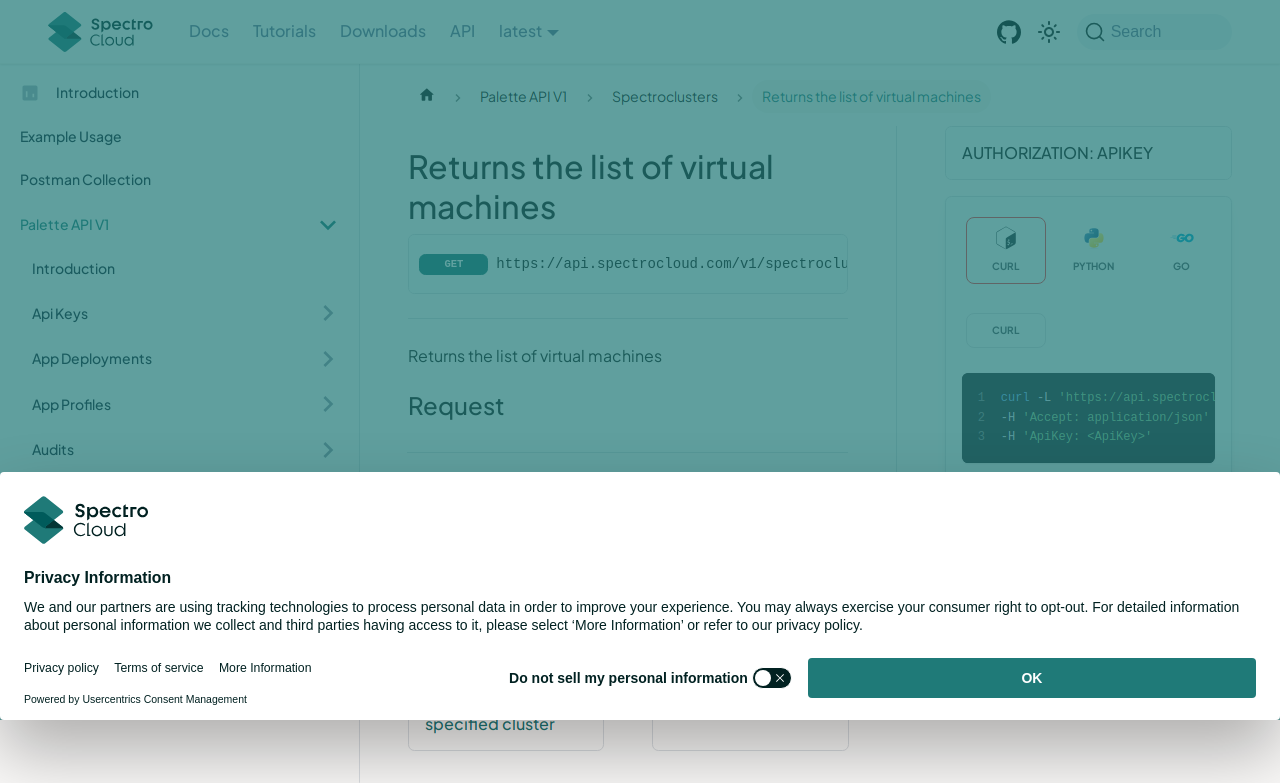 Spectro Cloud
Docs
Tutorials
Downloads
API
latest
Search
Introduction
Example Usage
Postman Collection
Palette API V1
Introduction
Api Keys
App Deployments
App Profiles
Audits
Palette API V1
Spectroclusters
Returns the list of virtual machines
Returns the list of virtual
machines
GET
https://api.spectrocloud.com/v1/spectroclu
Returns the list of virtual machines
Request
AUTHORIZATION: APIKEY
CURL
PYTHON
GO
CURL
1 curl -L 'https://api.spectrocl
2 -H 'Accept: application/json'
3 -H 'ApiKey: <ApiKey>'
Spectro
Cloud
Privacy Information
We and our partners are using tracking technologies to process personal data in order to improve your experience. You may always exercise your consumer right to opt-out. For detailed information
about personal information we collect and third parties having access to it, please select ‘More Information’ or refer to our privacy policy.
Privacy policy
Terms of service
More Information
Powered by Usercentrics Consent Management
Do not sell my personal information
OK
specified cluster